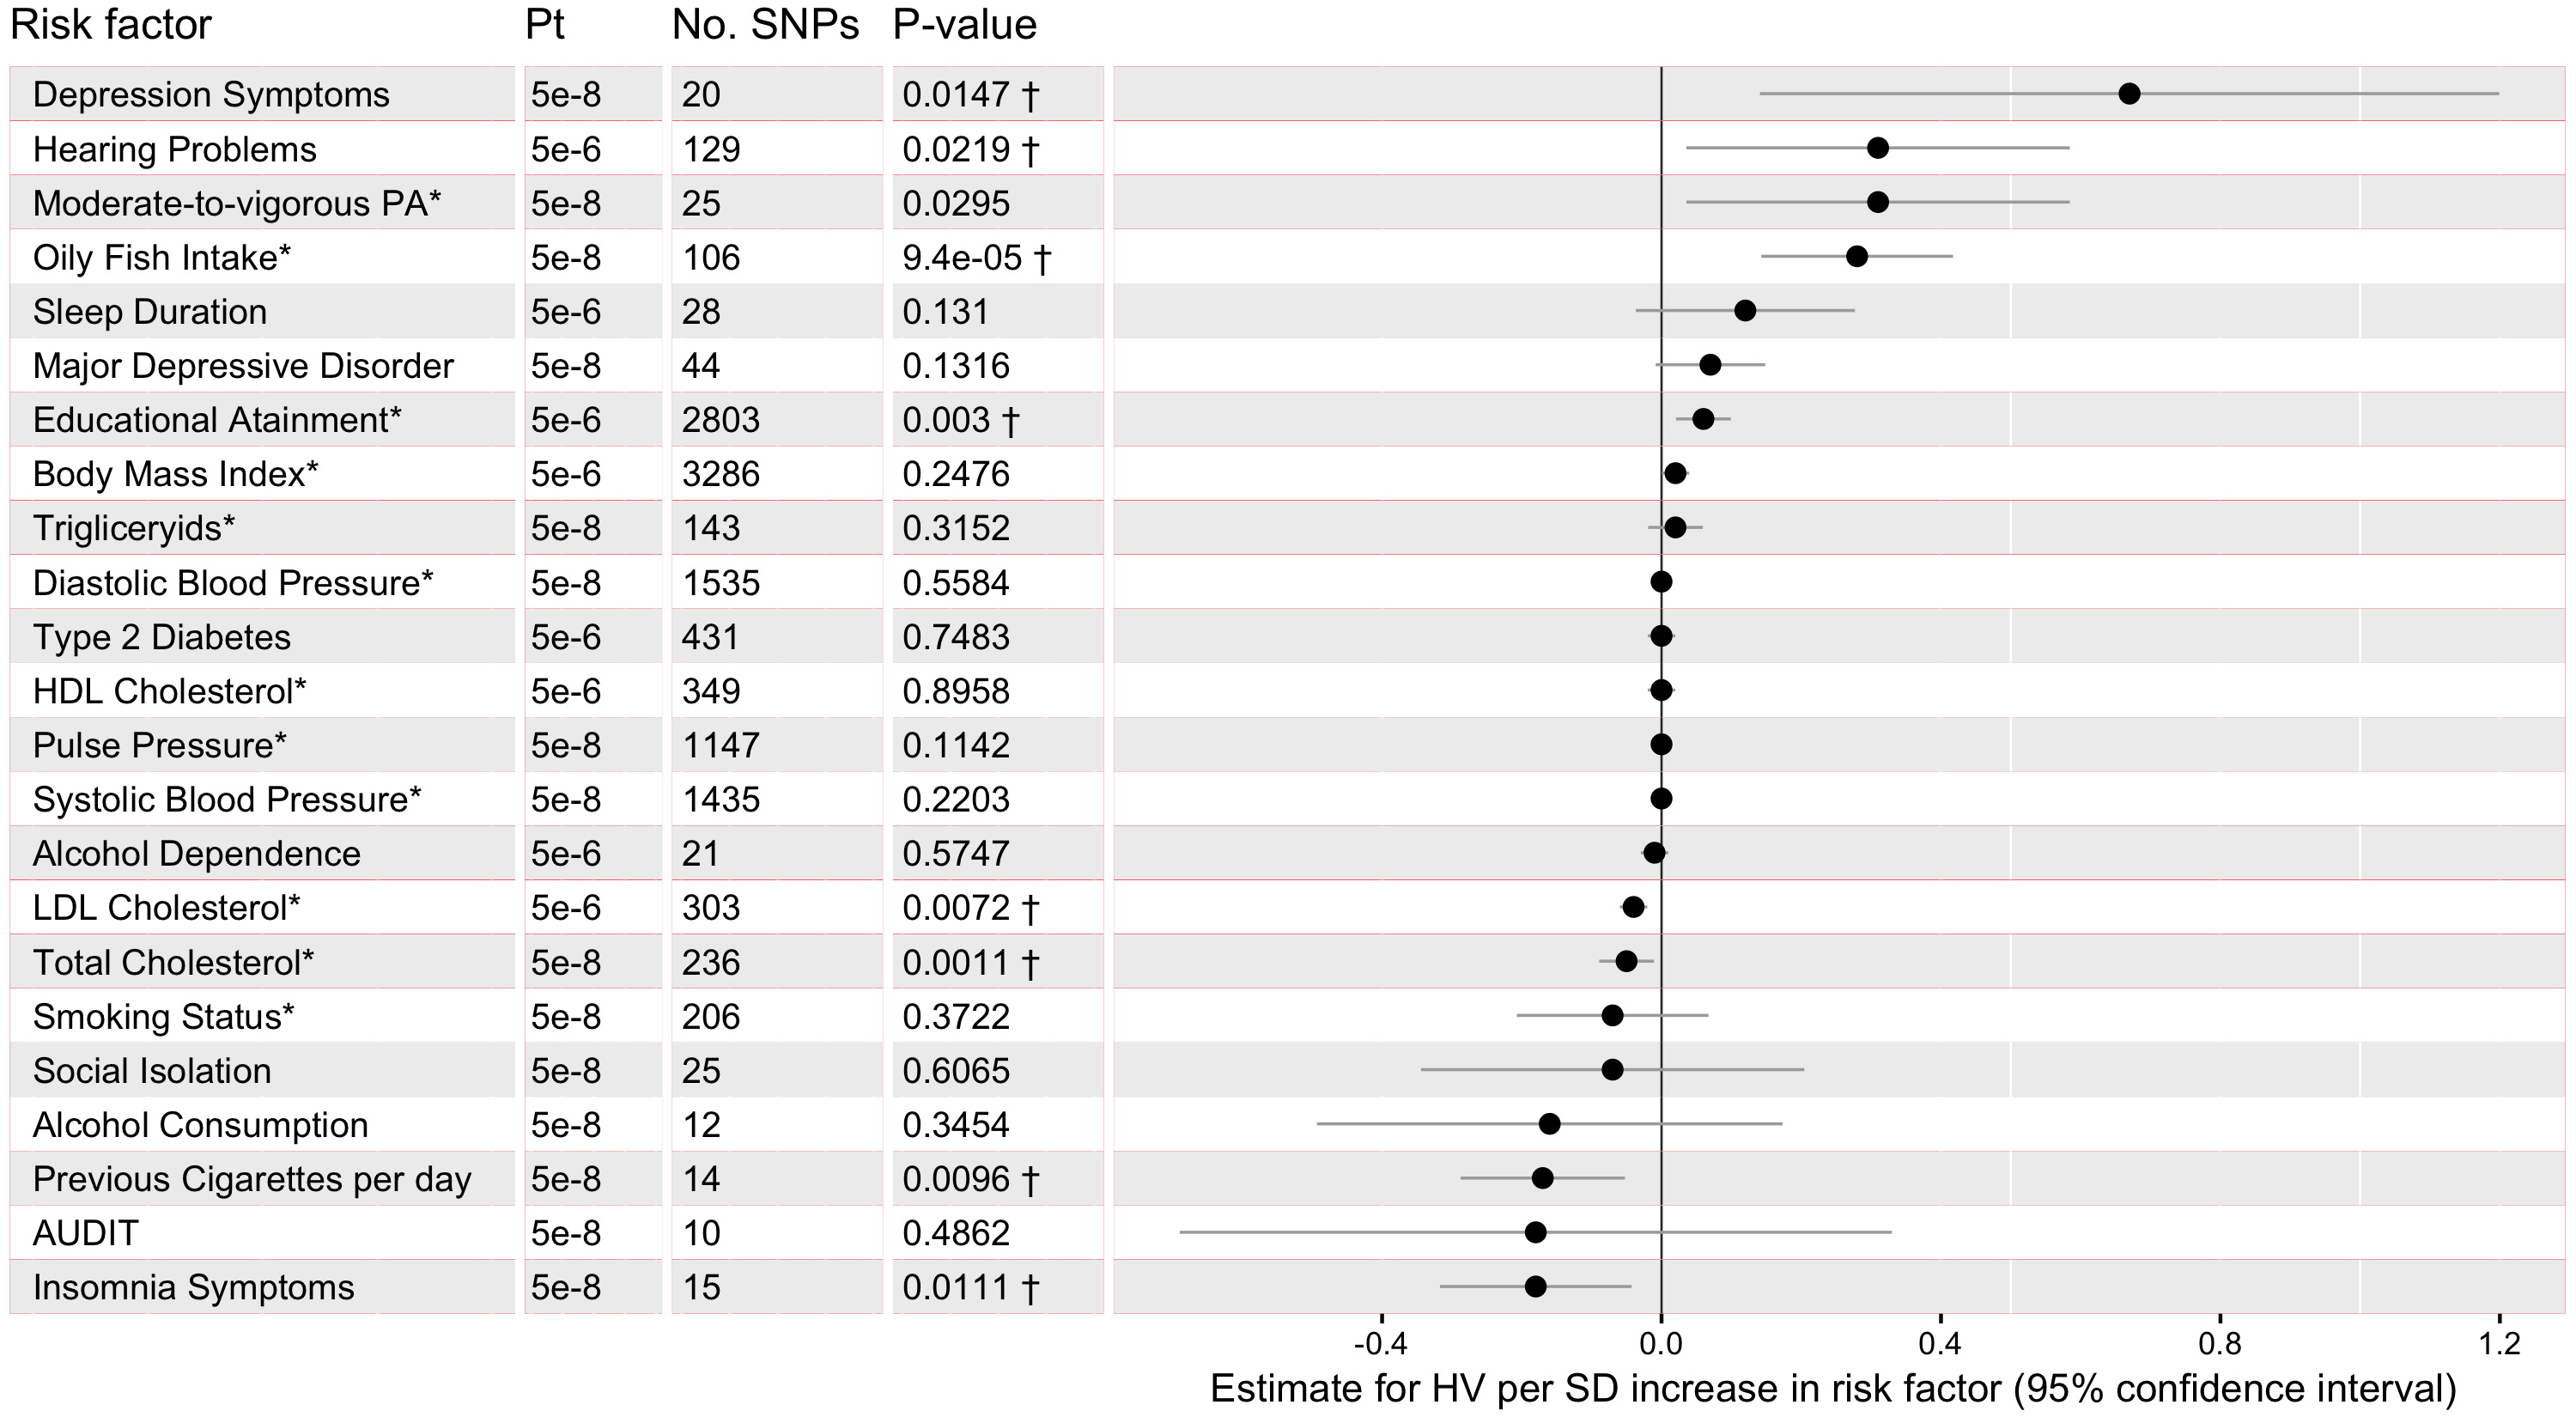 Risk factor Pt No. SNPs P-value
Depression Symptoms 5e-8 20 0.0147 †
Hearing Problems 5e-6 129 0.0219 †
Moderate-to-vigorous PA* 5e-8 25 0.0295
Oily Fish Intake* 5e-8 106 9.4e-05 †
Sleep Duration 5e-6 28 0.131
Major Depressive Disorder 5e-8 44 0.1316
Educational Atainment* 5e-6 2803 0.003 †
Body Mass Index* 5e-6 3286 0.2476
Trigliceryids* 5e-8 143 0.3152
Diastolic Blood Pressure* 5e-8 1535 0.5584
Type 2 Diabetes 5e-6 431 0.7483
HDL Cholesterol* 5e-6 349 0.8958
Pulse Pressure* 5e-8 1147 0.1142
Systolic Blood Pressure* 5e-8 1435 0.2203
Alcohol Dependence 5e-6 21 0.5747
LDL Cholesterol* 5e-6 303 0.0072 †
Total Cholesterol* 5e-8 236 0.0011 †
Smoking Status* 5e-8 206 0.3722
Social Isolation 5e-8 25 0.6065
Alcohol Consumption 5e-8 12 0.3454
Previous Cigarettes per day 5e-8 14 0.0096 †
AUDIT 5e-8 10 0.4862
Insomnia Symptoms 5e-8 15 0.0111 †
-0.4 0.0 0.4 0.8 1.2
Estimate for HV per SD increase in risk factor (95% confidence interval)